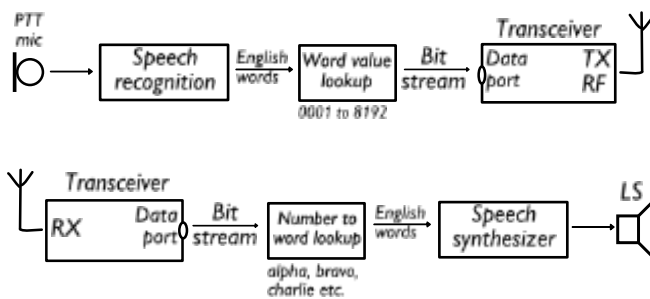 PTT
mic
Speech
recognition
English
words
Word value
lookup
0001 to 8192
Bit
stream
Transceiver
Data
port
TX
RF
Transceiver
RX
Data
port
Bit
stream
Number to
word lookup
alpha, bravo,
charlie etc.
English
words
Speech
synthesizer
LS